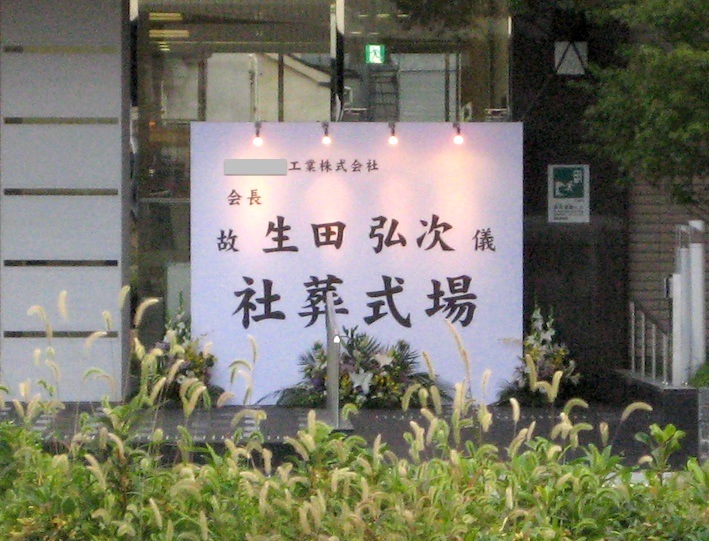 工業株式会社
会長
故 生田 弘次 儀
社葬式場